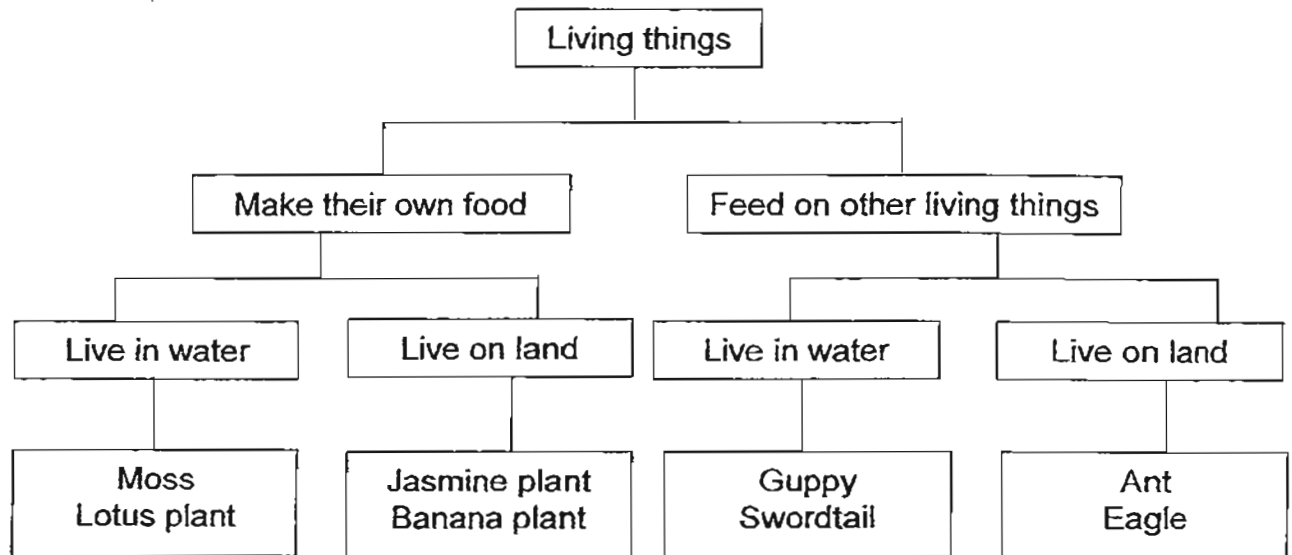 Living things
Make their own food
Feed on other living things
Live in water
Live on land
Live in water
Live on land
Moss
Lotus plant
Jasmine plant
Banana plant
Guppy
Swordtail
Ant
Eagle